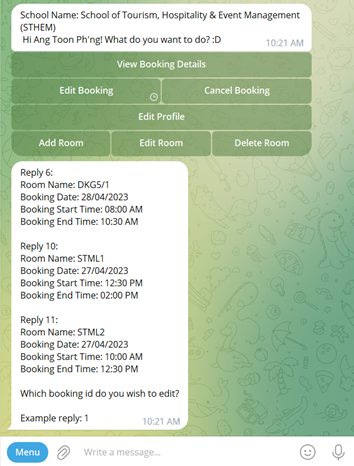 School Name: School of Tourism, Hospitality & Event Management
(STHEM)
Hi Ang Toon Ph'ng! What do you want to do? :D
10:21 AM
View Booking Details
Edit Booking
Cancel Booking
Edit Profile
Add Room
Edit Room
Delete Room
Reply 6:
Room Name: DKG5/1
Booking Date: 28/04/2023
Booking Start Time: 08:00 AM
Booking End Time: 10:30 AM
Reply 10:
Room Name: STML1
Booking Date: 27/04/2023
Booking Start Time: 12:30 PM
Booking End Time: 02:00 PM
Reply 11:
Room Name: STML2
Booking Date: 27/04/2023
Booking Start Time: 10:00 AM
Booking End Time: 12:30 PM
Which booking id do you wish to edit?
Example reply: 1
10:21 AM
Menu
Write a message...